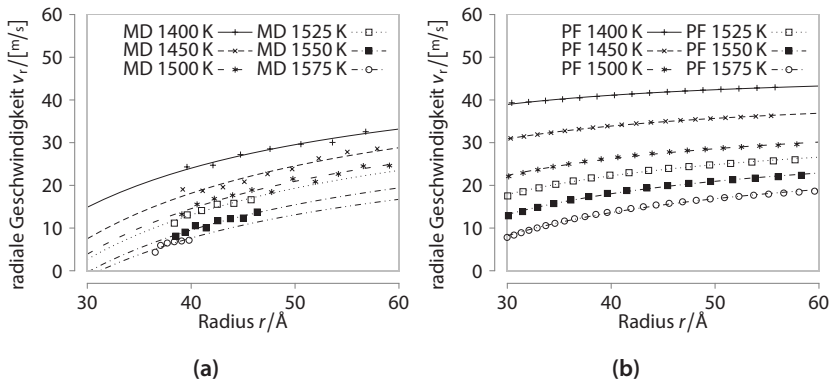 60
50
40
30
20
10
0
radiale Geschwindigkeit vr/[m/s]
MD 1400 K
MD 1450 K
MD 1500 K
MD 1525 K
MD 1550 K
MD 1575 K
30 40 50 60
Radius r/Å
(a)
60
50
40
30
20
10
0
radiale Geschwindigkeit vr/[m/s]
PF 1400 K
PF 1450 K
PF 1500 K
PF 1525 K
PF 1550 K
PF 1575 K
30 40 50 60
Radius r/Å
(b)